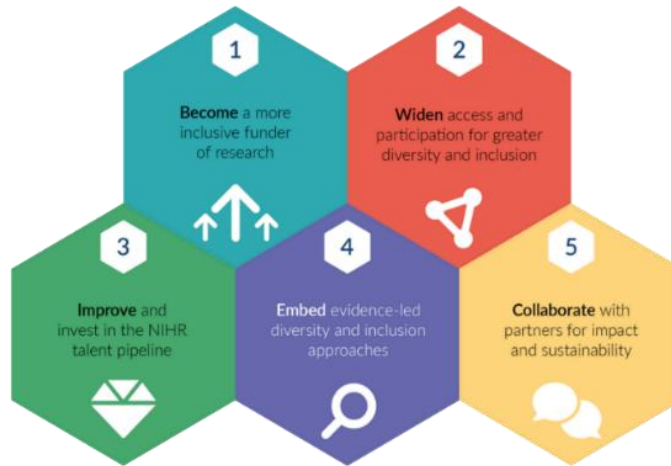 1
Become a more
inclusive funder
of research
2
Widen access and
participation for greater
diversity and inclusion
3
Improve and
invest in the NIHR
talent pipeline
4
Embed evidence-led
diversity and inclusion
approaches
5
Collaborate with
partners for impact
and sustainability